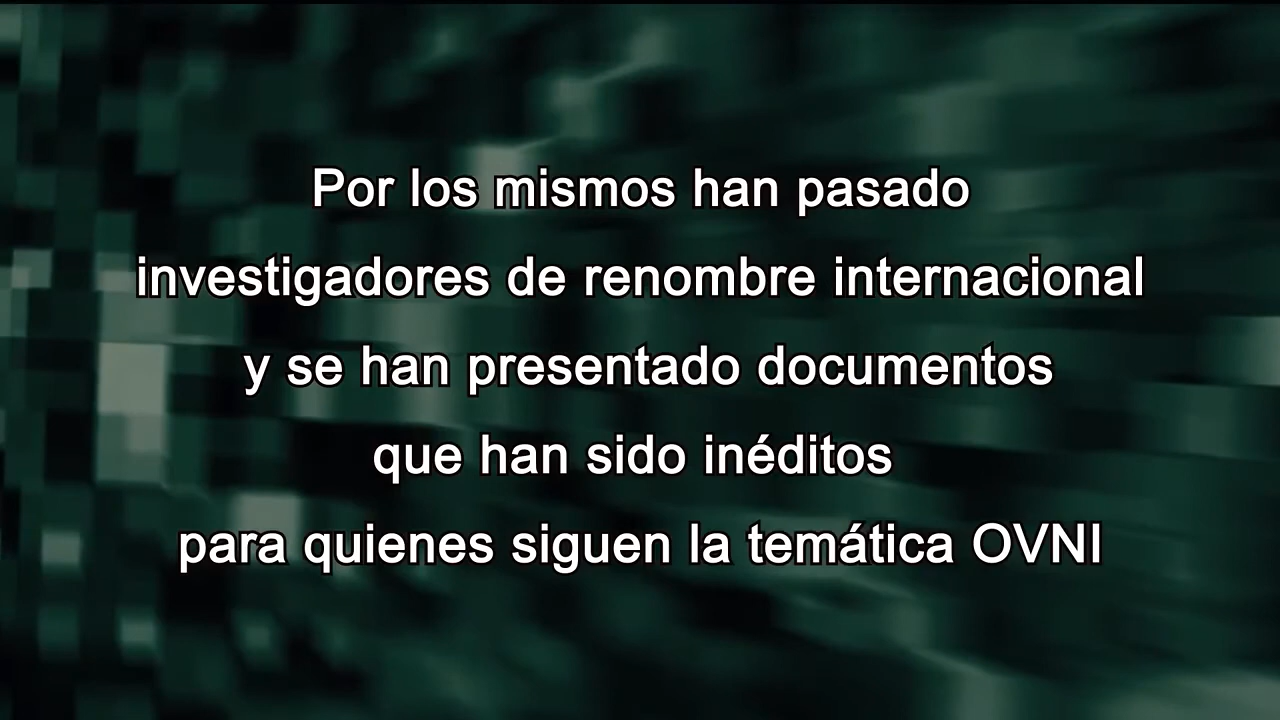 Por los mismos han pasado
investigadores de renombre internacional
y se han presentado documentos
que han sido inéditos
para quienes siguen la temática OVNI